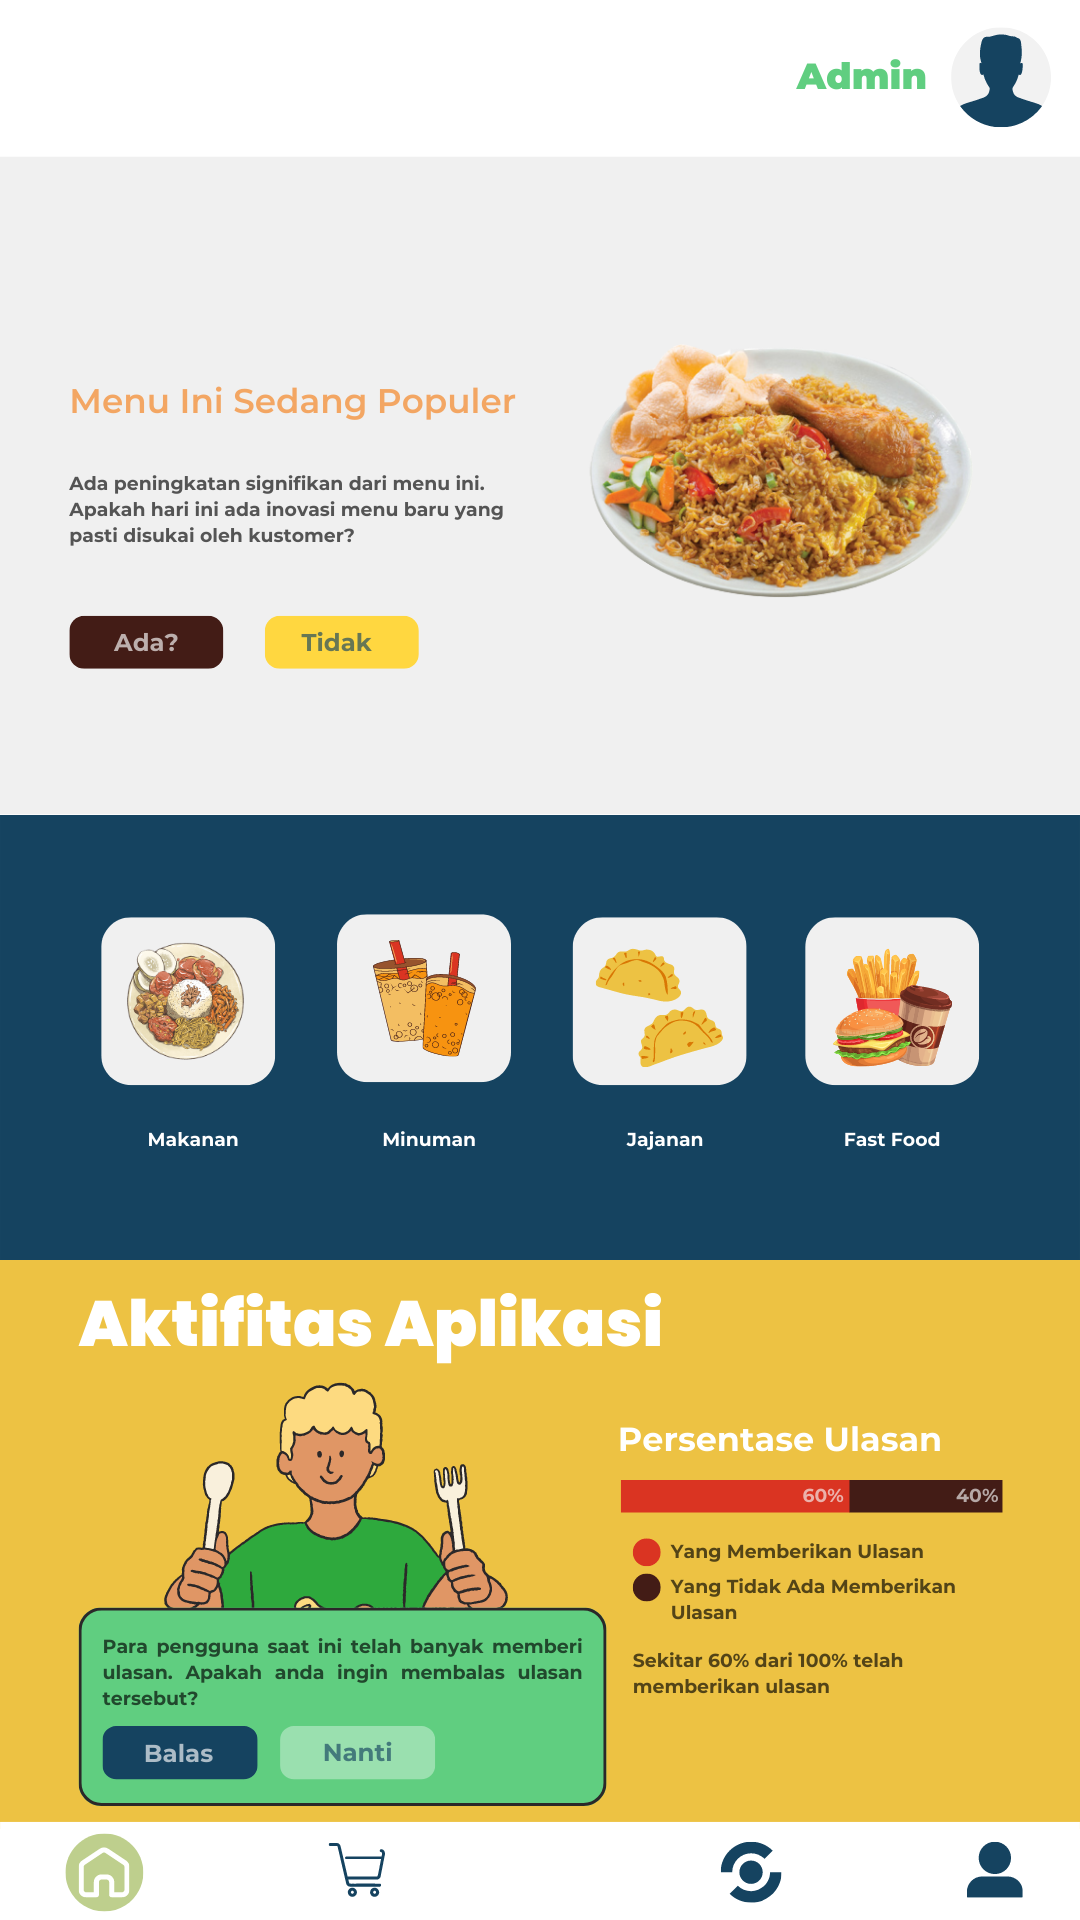 Admin
Menu Ini Sedang Populer
Ada peningkatan signifikan dari menu ini.
Apakah hari ini ada inovasi menu baru yang
pasti disukai oleh kustomer?
Ada?
Tidak
Makanan
Minuman
Jajanan
Fast Food
Aktifitas Aplikasi
Persentase Ulasan
60%
40%
Yang Memberikan Ulasan
Yang Tidak Ada Memberikan
Ulasan
Sekitar 60% dari 100% telah
memberikan ulasan
Para pengguna saat ini telah banyak memberi
ulasan. Apakah anda ingin membalas ulasan
tersebut?
Balas
Nanti